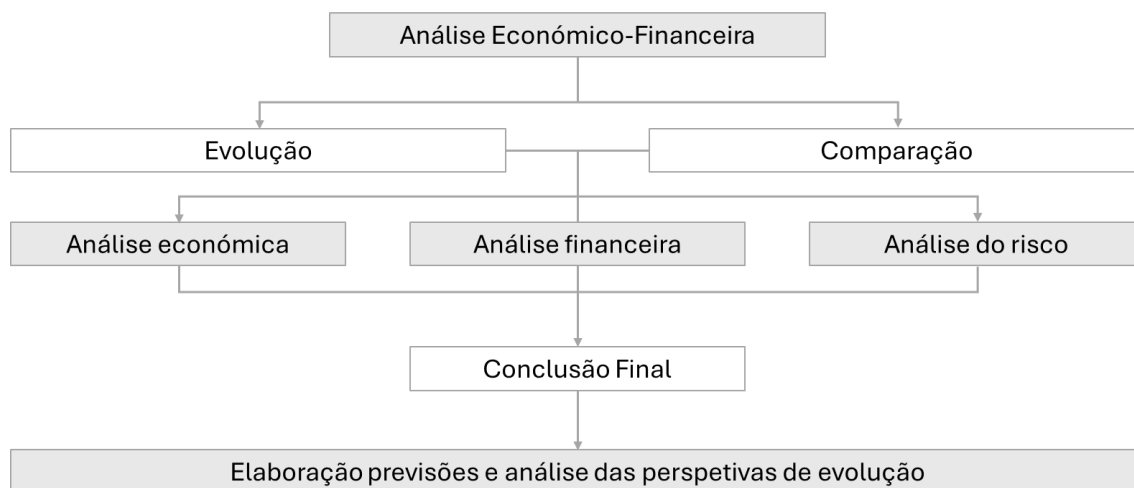 Análise Económico-Financeira
Evolução
Comparação
Análise económica
Análise financeira
Análise do risco
Conclusão Final
Elaboração previsões e análise das perspetivas de evolução